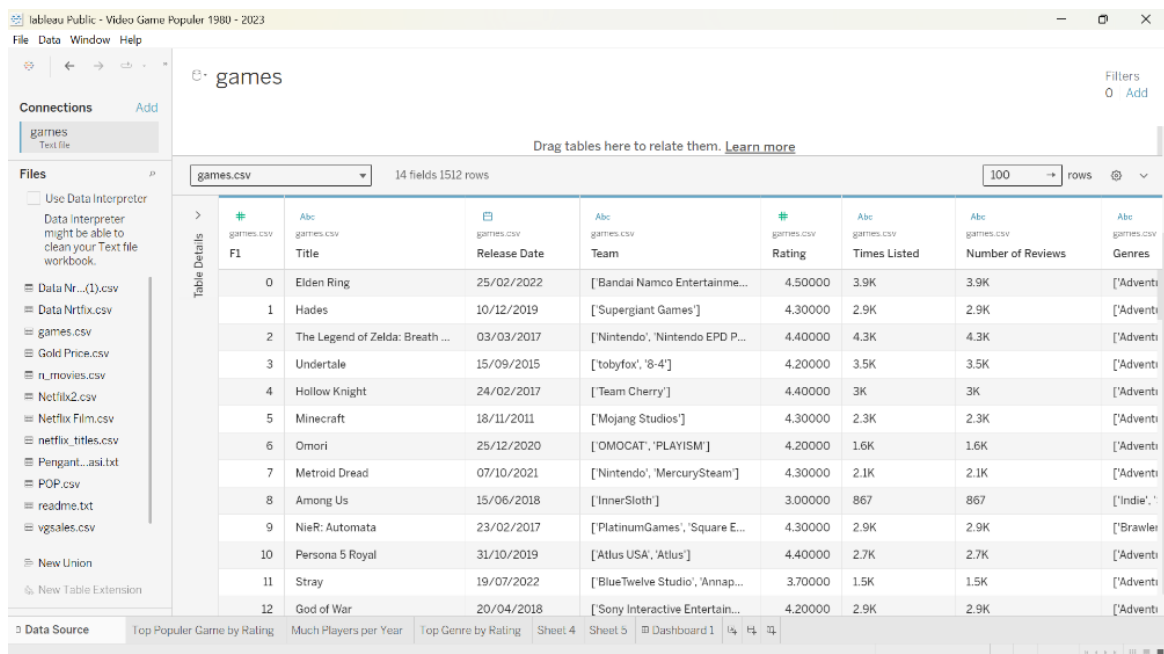 Tableau Public - Video Game Populer 1980 - 2023
File Data Window Help
games
Filters
0 Add
Connections Add
games
Text file
Drag tables here to relate them. Learn more
Files
Use Data Interpreter
Data Interpreter
might be able to
clean your Text file
workbook.
Data Nr...(1).csv
Data Nrtfix.csv
games.csv
Gold Price.csv
n_movies.csv
Netfilx2.csv
Netflix Film.csv
netflix_titles.csv
Pengant...asi.txt
POP.csv
readme.txt
vgsales.csv
New Union
New Table Extension
games.csv 14 fields 1512 rows 100 → rows
Table Details
# Abc Abc # Abc Abc Abc
games.csv games.csv games.csv games.csv games.csv games.csv games.csv games.csv
F1 Title Release Date Team Rating Times Listed Number of Reviews Genres
0 Elden Ring 25/02/2022 ['Bandai Namco Entertainme... 4.50000 3.9K 3.9K ['Adventu
1 Hades 10/12/2019 ['Supergiant Games'] 4.30000 2.9K 2.9K ['Adventu
2 The Legend of Zelda: Breath ... 03/03/2017 ['Nintendo', 'Nintendo EPD P... 4.40000 4.3K 4.3K ['Adventu
3 Undertale 15/09/2015 ['tobyfox', '8-4'] 4.20000 3.5K 3.5K ['Adventu
4 Hollow Knight 24/02/2017 ['Team Cherry'] 4.40000 3K 3K ['Adventu
5 Minecraft 18/11/2011 ['Mojang Studios'] 4.30000 2.3K 2.3K ['Adventu
6 Omori 25/12/2020 ['OMOCAT', 'PLAYISM'] 4.20000 1.6K 1.6K ['Adventu
7 Metroid Dread 07/10/2021 ['Nintendo', 'MercurySteam'] 4.30000 2.1K 2.1K ['Adventu
8 Among Us 15/06/2018 ['InnerSloth'] 3.00000 867 867 ['Indie', '
9 NieR: Automata 23/02/2017 ['PlatinumGames', 'Square E... 4.30000 2.9K 2.9K ['Brawler
10 Persona 5 Royal 31/10/2019 ['Atlus USA', 'Atlus'] 4.40000 2.7K 2.7K ['Adventu
11 Stray 19/07/2022 ['BlueTwelve Studio', 'Annap... 3.70000 1.5K 1.5K ['Adventu
12 God of War 20/04/2018 ['Sony Interactive Entertain... 4.20000 2.9K 2.9K ['Adventu
Data Source Top Populer Game by Rating Much Players per Year Top Genre by Rating Sheet 4 Sheet 5 Dashboard 1